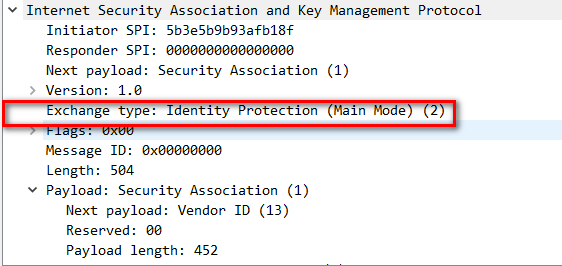 Internet Security Association and Key Management Protocol
Initiator SPI: 5b3e5b9b93afb18f
Responder SPI: 0000000000000000
Next payload: Security Association (1)
Version: 1.0
Exchange type: Identity Protection (Main Mode) (2)
Flags: 0x00
Message ID: 0x00000000
Length: 504
Payload: Security Association (1)
Next payload: Vendor ID (13)
Reserved: 00
Payload length: 452